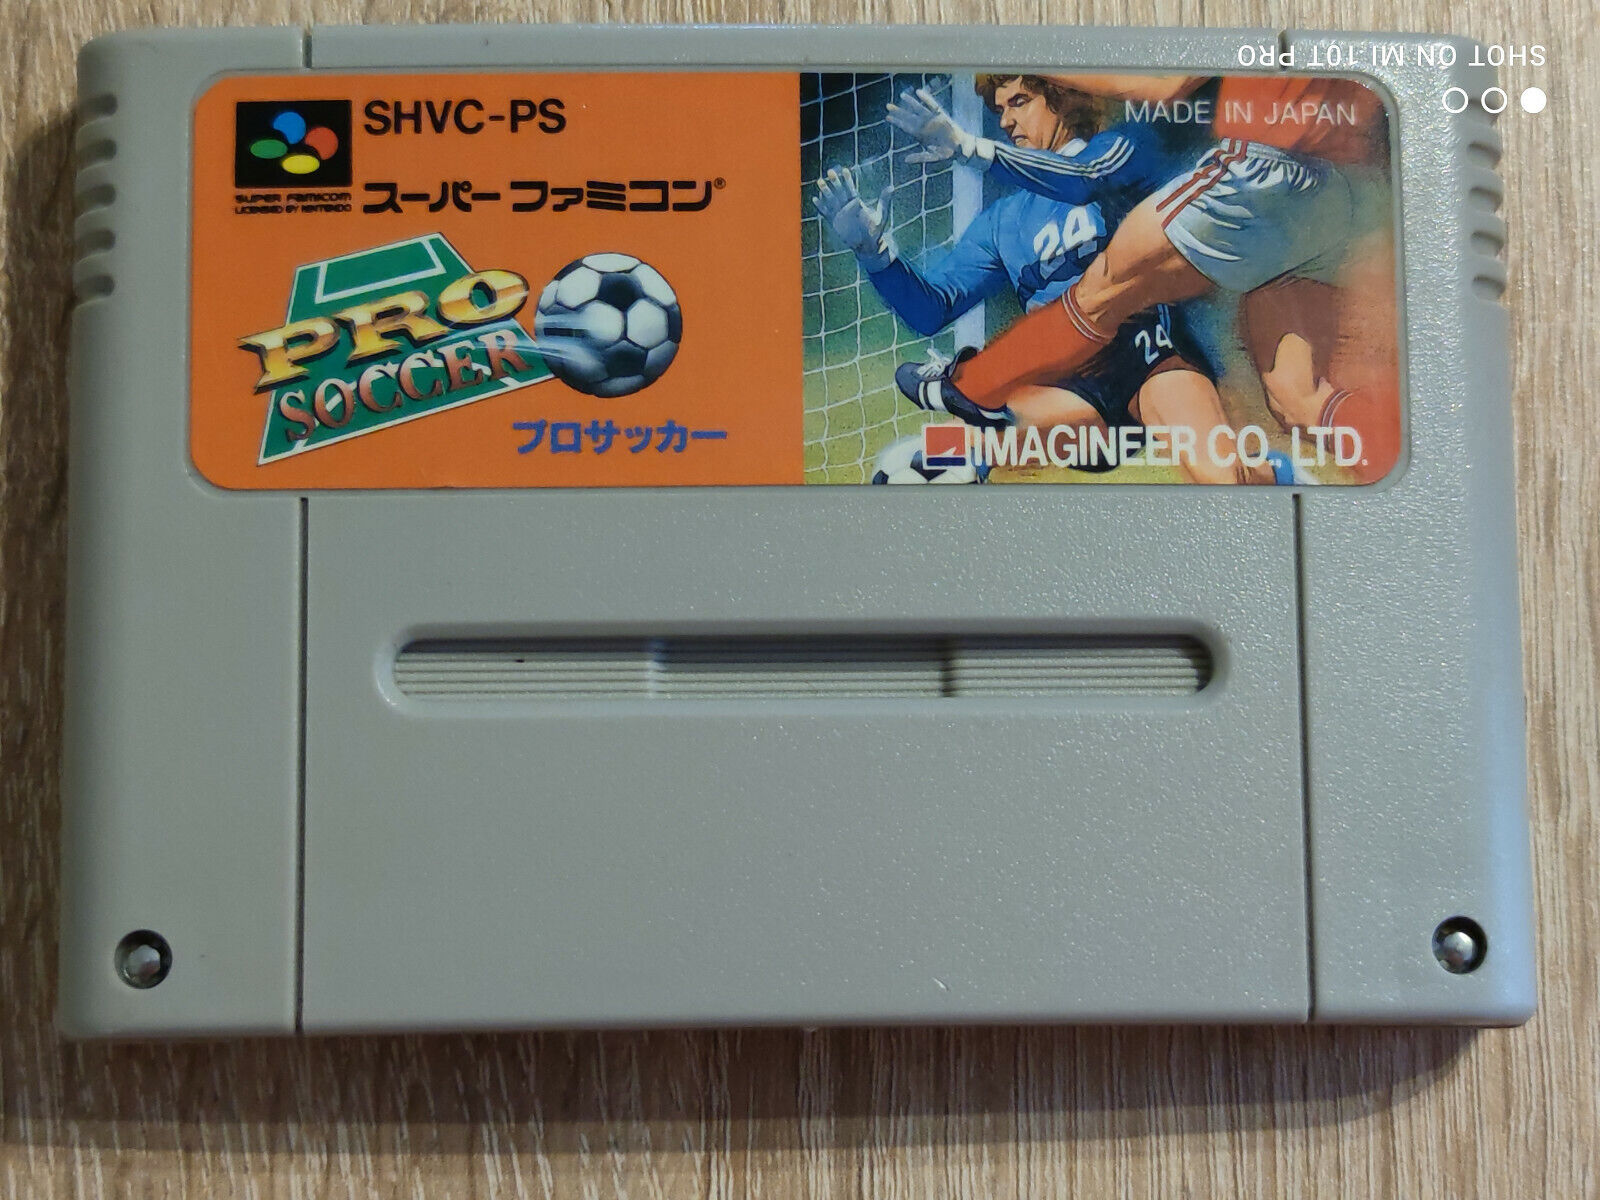 SHOT ON MI 10T PRO
SHVC-PS
SUPER FAMICOM
LICENSED BY NINTENDO
スーパーファミコン®
PRO
SOCCER
プロサッカー
MADE IN JAPAN
24
24
IMAGINEER CO., LTD.